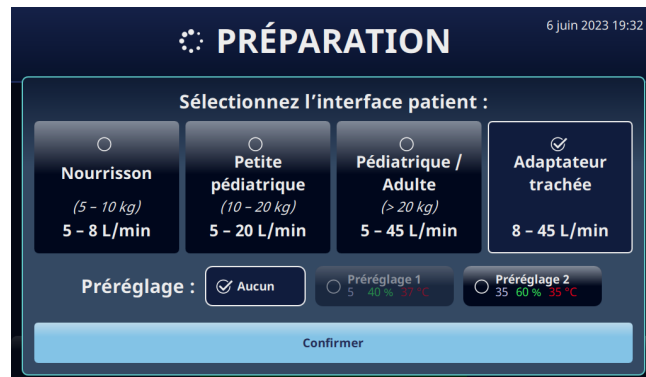 PRÉPARATION
6 juin 2023 19:32
Sélectionnez l’interface patient :
Nourrisson
(5 – 10 kg)
5 – 8 L/min
Petite
pédiatrique
(10 – 20 kg)
5 – 20 L/min
Pédiatrique /
Adulte
(> 20 kg)
5 – 45 L/min
Adaptateur
trachée
8 – 45 L/min
Préréglage :
Aucun
Préréglage 1
5 40 % 37 °C
Préréglage 2
35 60 % 35 °C
Confirmer